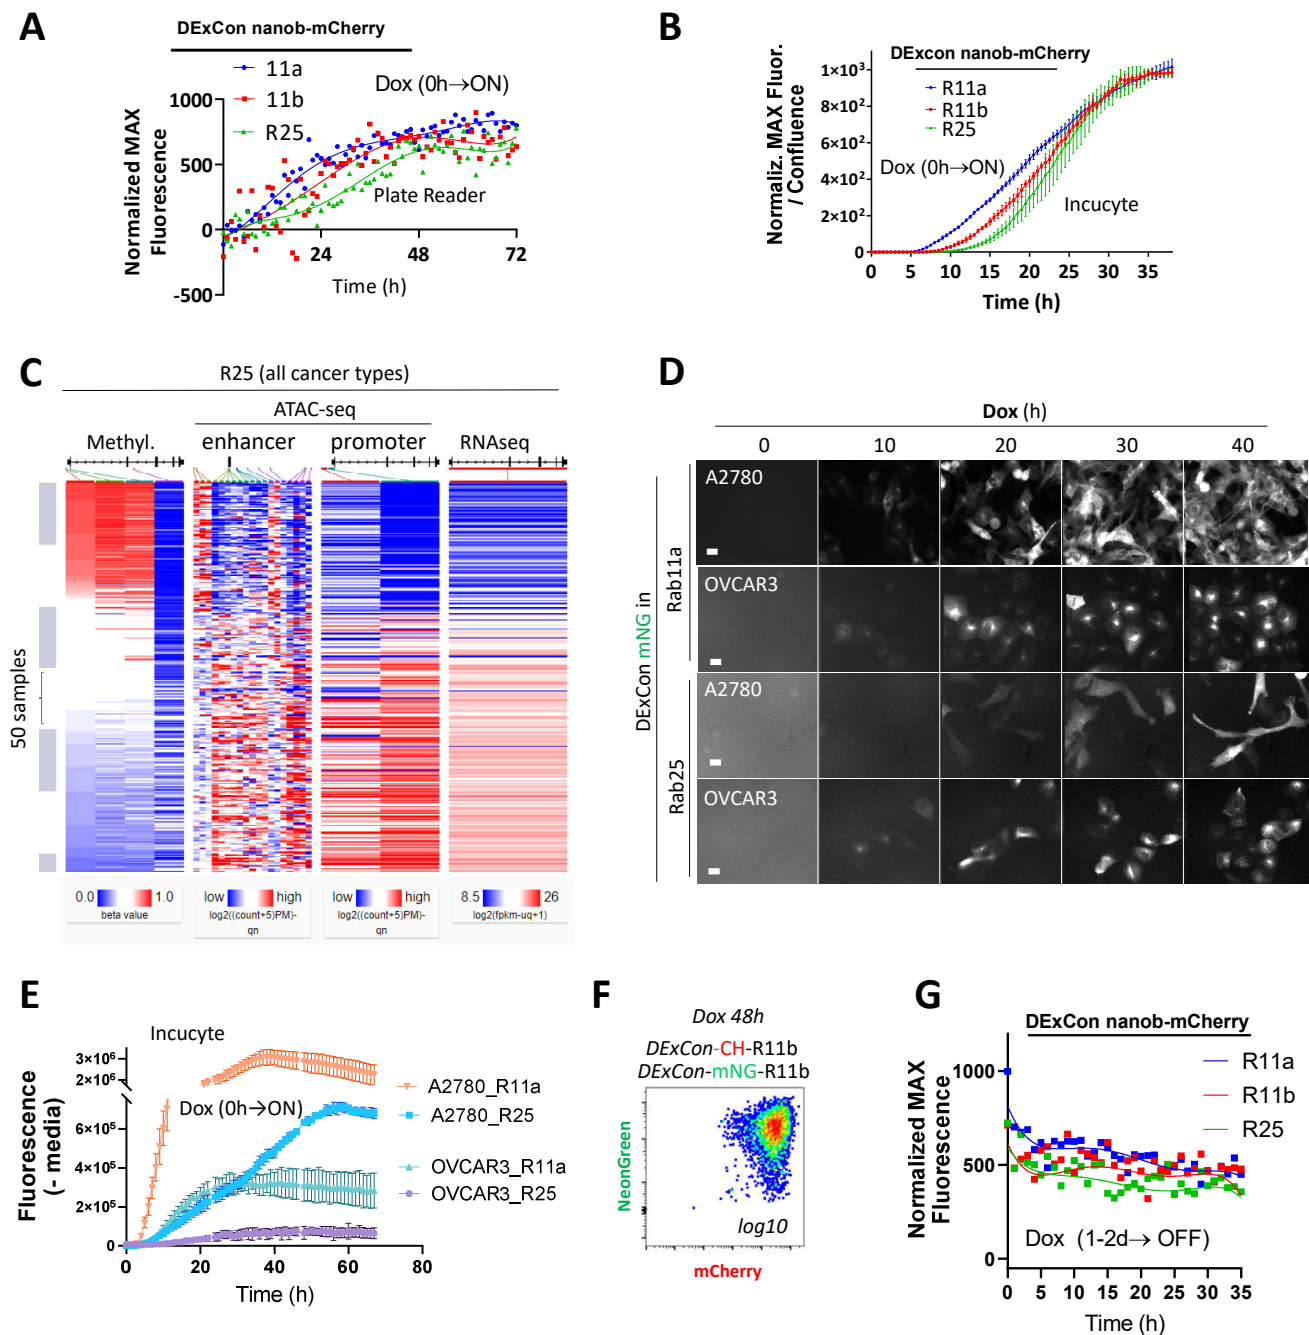 A
DExCon nanob-mCherry
11a
11b
R25
Dox (0h→ON)
Normalized MAX
Fluorescence
1000
500
0
-500
24
48
72
Plate Reader
Time (h)
B
DExcon nanob-mCherry
R11a
R11b
R25
Dox (0h→ON)
Normaliz. MAX Fluor.
/ Confluence
1×10³
8×10²
6×10²
4×10²
2×10²
0
0 5 10 15 20 25 30 35
Incucyte
Time (h)
C
R25 (all cancer types)
ATAC-seq
Methyl. enhancer promoter RNAseq
50 samples
0.0 1.0
beta value
low high
log2((count+5)PM)-
qn
low high
log2((count+5)PM)-
qn
8.5 26
log2(fpkm-uq+1)
D
Dox (h)
0 10 20 30 40
DExCon mNG in
Rab11a
Rab25
A2780
OVCAR3
A2780
OVCAR3
E
Incucyte
3×10⁶
2×10⁶
6×10⁵
4×10⁵
2×10⁵
0
Dox (0h→ON)
Fluorescence
(- media)
A2780_R11a
A2780_R25
OVCAR3_R11a
OVCAR3_R25
0 20 40 60 80
Time (h)
F
Dox 48h
DExCon-CH-R11b
DExCon-mNG-R11b
NeonGreen
log10
mCherry
G
DExCon nanob-mCherry
R11a
R11b
R25
Normalized MAX
Fluorescence
1000
500
0
Dox (1-2d→ OFF)
0 5 10 15 20 25 30 35
Time (h)